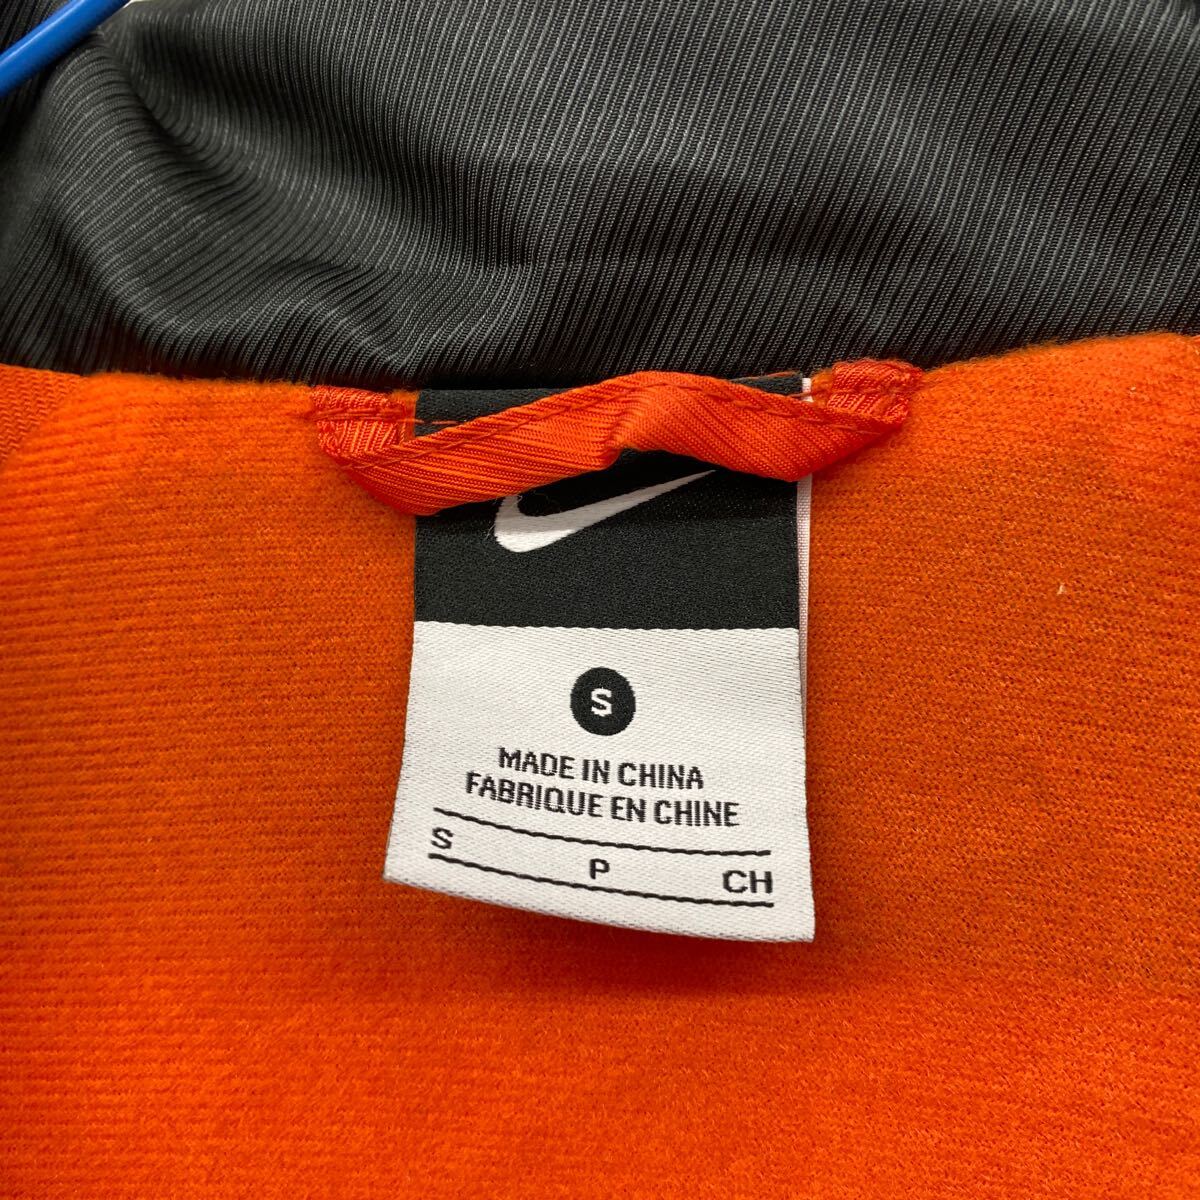 S
MADE IN CHINA
FABRIQUE EN CHINE
S P CH